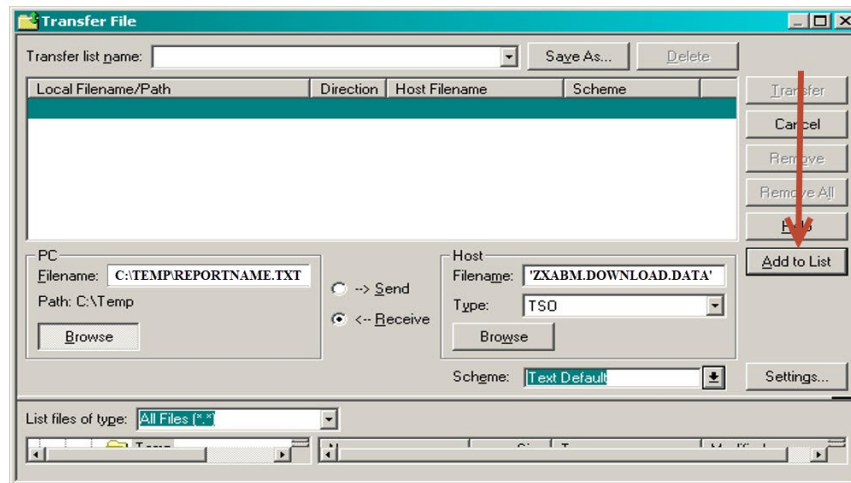 Transfer File
Transfer list name: Save As... Delete
Local Filename/Path Direction Host Filename Scheme
Transfer
Cancel
Remove
Remove All
Help
Add to List
PC
Filename: C:\TEMP\REPORTNAME.TXT
Path: C:\Temp
Browse
--> Send
<-- Receive
Host
Filename: 'ZXABM.DOWNLOAD.DATA'
Type: TSO
Browse
Scheme: Text Default
Settings...
List files of type: All Files (*.*)